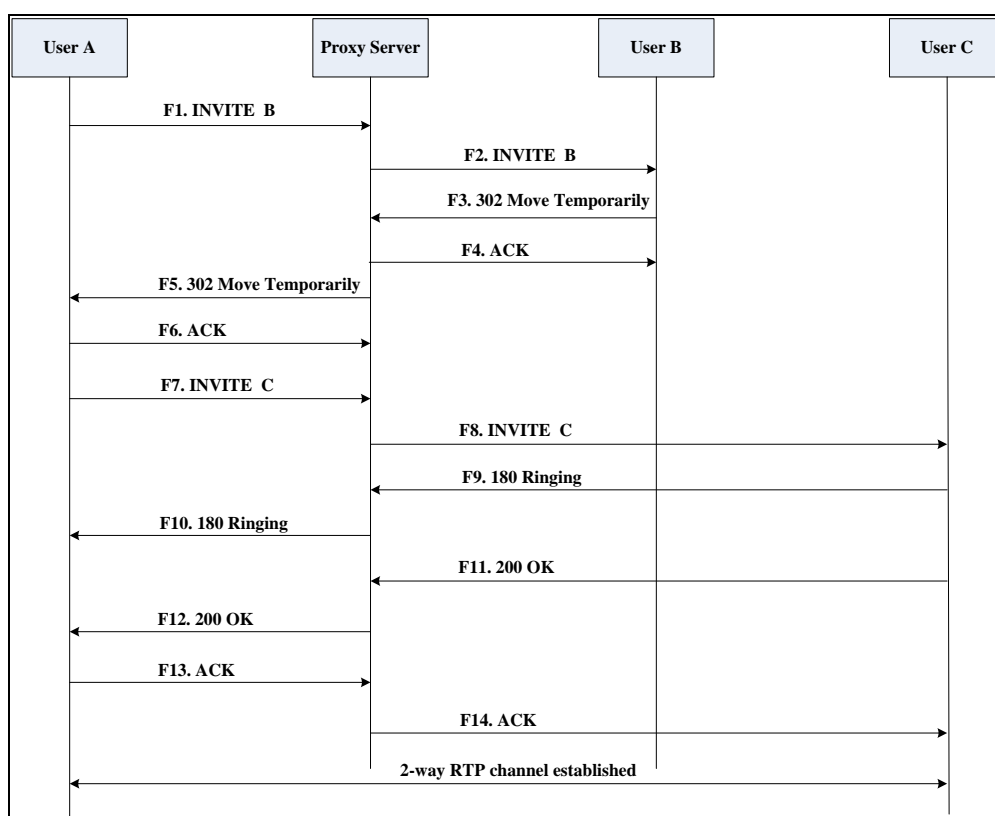 User A
Proxy Server
User B
User C
F1. INVITE B
F2. INVITE B
F3. 302 Move Temporarily
F4. ACK
F5. 302 Move Temporarily
F6. ACK
F7. INVITE C
F8. INVITE C
F9. 180 Ringing
F10. 180 Ringing
F11. 200 OK
F12. 200 OK
F13. ACK
F14. ACK
2-way RTP channel established